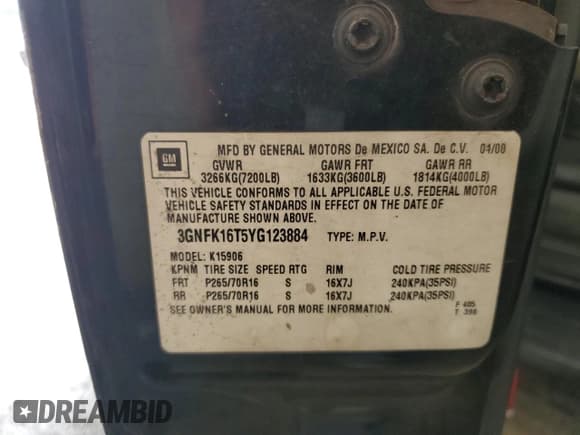 GM
MFD BY GENERAL MOTORS De MEXICO SA. De C.V. 01/00
GVWR GAWR FRT GAWR RR
3266KG(7200LB) 1633KG(3600LB) 1814KG(4000LB)
THIS VEHICLE CONFORMS TO ALL APPLICABLE U.S. FEDERAL MOTOR
VEHICLE SAFETY STANDARDS IN EFFECT ON THE DATE OF
MANUFACTURE SHOWN ABOVE.
3GNFK16T5YG123884 TYPE: M.P.V.
MODEL: K15906
KPNM TIRE SIZE SPEED RTG RIM COLD TIRE PRESSURE
FRT P265/70R16 S 16X7J 240KPA(35PSI)
RR P265/70R16 S 16X7J 240KPA(35PSI)
SEE OWNER'S MANUAL FOR MORE INFORMATION.
F 405
T 398
DREAMBID